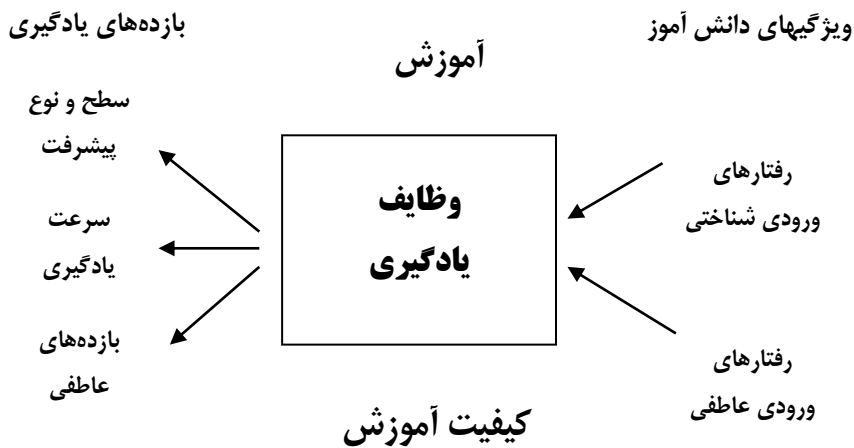 ویژگیهای دانش آموز
آموزش
بازده‌های یادگیری
رفتارهای
ورودی شناختی
رفتارهای
ورودی عاطفی
وظایف
یادگیری
سطح و نوع
پیشرفت
سرعت
یادگیری
بازده‌های
عاطفی
کیفیت آموزش